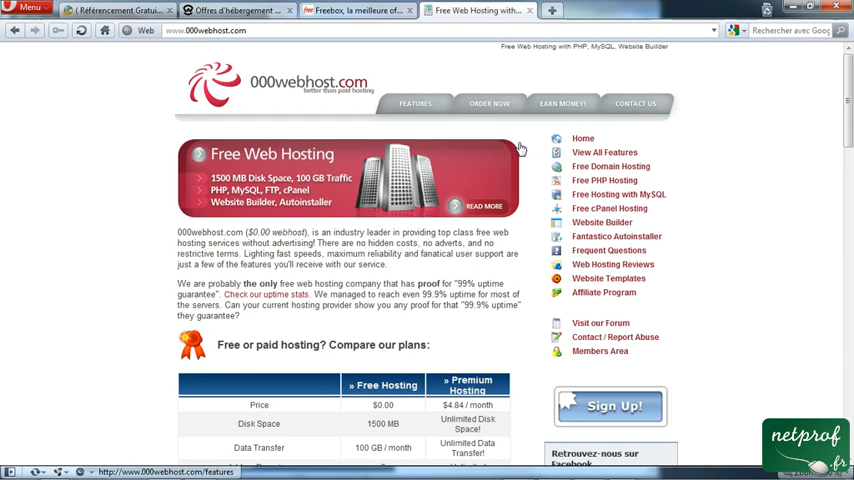 Menu
( Référencement Gratui...
Offres d'hébergement ...
Freebox, la meilleure of...
Free Web Hosting with...
Web
www.000webhost.com
Rechercher avec Goog
Free Web Hosting with PHP, MySQL, Website Builder
000webhost.com
better than paid hosting
FEATURES
ORDER NOW
EARN MONEY!
CONTACT US
Free Web Hosting
1500 MB Disk Space, 100 GB Traffic
PHP, MySQL, FTP, cPanel
Website Builder, Autoinstaller
READ MORE
Home
View All Features
Free Domain Hosting
Free PHP Hosting
Free Hosting with MySQL
Free cPanel Hosting
Website Builder
Fantastico Autoinstaller
Frequent Questions
Web Hosting Reviews
Website Templates
Affiliate Program
Visit our Forum
Contact / Report Abuse
Members Area
000webhost.com ($0.00 webhost), is an industry leader in providing top class free web
hosting services without advertising! There are no hidden costs, no adverts, and no
restrictive terms. Lighting fast speeds, maximum reliability and fanatical user support are
just a few of the features you'll receive with our service.
We are probably the only free web hosting company that has proof for "99% uptime
guarantee". Check our uptime stats. We managed to reach even 99.9% uptime for most of
the servers. Can your current hosting provider show you any proof for that "99.9% uptime"
they guarantee?
Free or paid hosting? Compare our plans:
» Free Hosting
» Premium
Hosting
Price
$0.00
$4.84 / month
Disk Space
1500 MB
Unlimited Disk
Space!
Data Transfer
100 GB / month
Unlimited Data
Transfer!
Sign Up!
Retrouvez-nous sur
Facebook
netprof
.fr
http://www.000webhost.com/features